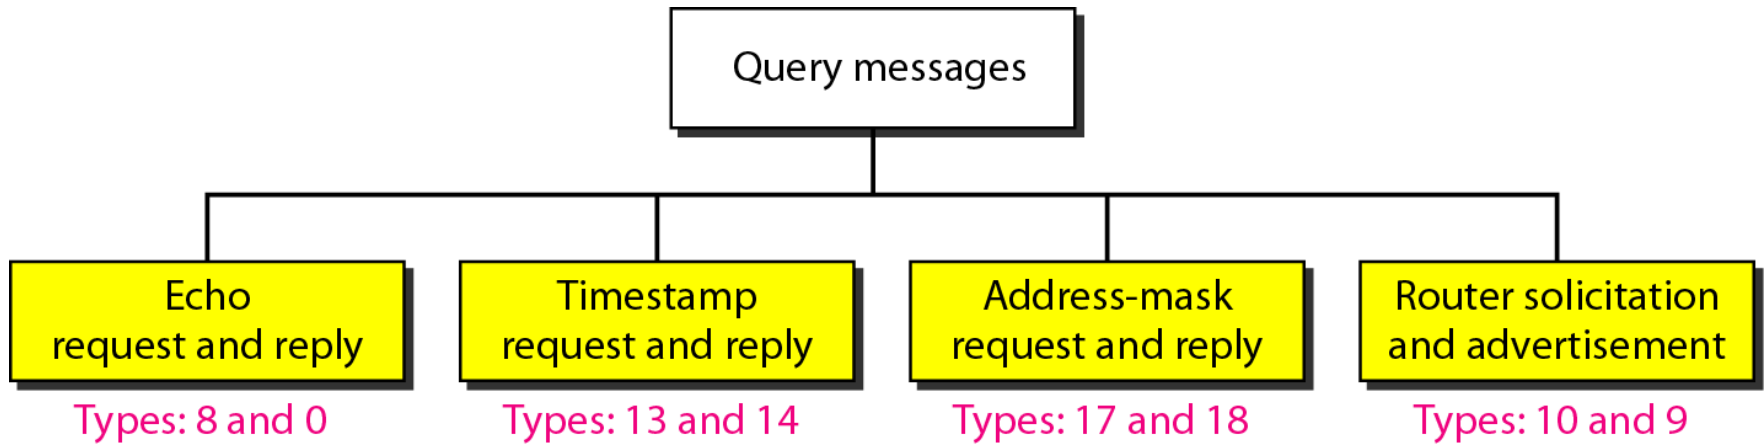 Query messages
Echo
request and reply
Timestamp
request and reply
Address-mask
request and reply
Router solicitation
and advertisement
Types: 8 and 0
Types: 13 and 14
Types: 17 and 18
Types: 10 and 9